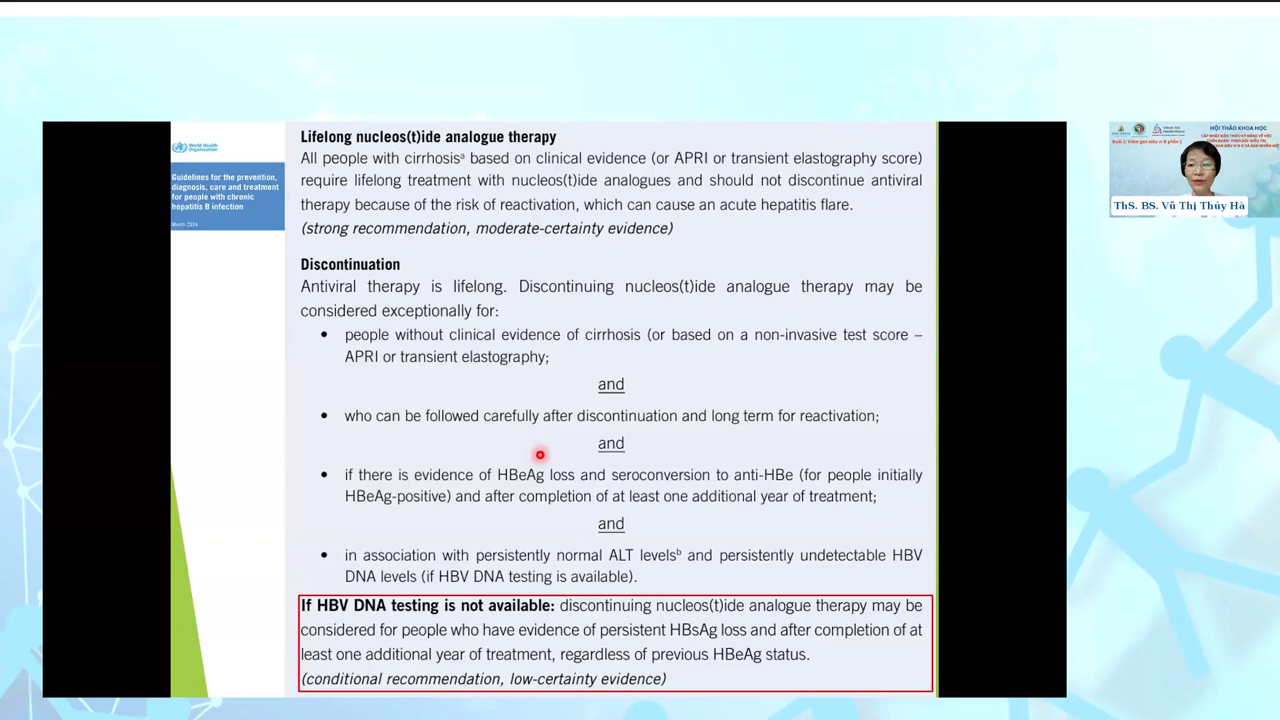 World Health
Organization
Guidelines for the prevention,
diagnosis, care and treatment
for people with chronic
hepatitis B infection
March 2024
Lifelong nucleos(t)ide analogue therapy
All people with cirrhosisᵃ based on clinical evidence (or APRI or transient elastography score)
require lifelong treatment with nucleos(t)ide analogues and should not discontinue antiviral
therapy because of the risk of reactivation, which can cause an acute hepatitis flare.
(strong recommendation, moderate-certainty evidence)
Discontinuation
Antiviral therapy is lifelong. Discontinuing nucleos(t)ide analogue therapy may be
considered exceptionally for:
• people without clinical evidence of cirrhosis (or based on a non-invasive test score –
APRI or transient elastography;
and
• who can be followed carefully after discontinuation and long term for reactivation;
and
• if there is evidence of HBeAg loss and seroconversion to anti-HBe (for people initially
HBeAg-positive) and after completion of at least one additional year of treatment;
and
• in association with persistently normal ALT levelsᵇ and persistently undetectable HBV
DNA levels (if HBV DNA testing is available).
If HBV DNA testing is not available: discontinuing nucleos(t)ide analogue therapy may be
considered for people who have evidence of persistent HBsAg loss and after completion of at
least one additional year of treatment, regardless of previous HBeAg status.
(conditional recommendation, low-certainty evidence)
HỘI THẢO KHOA HỌC
ThS. BS. Vũ Thị Thúy Hà